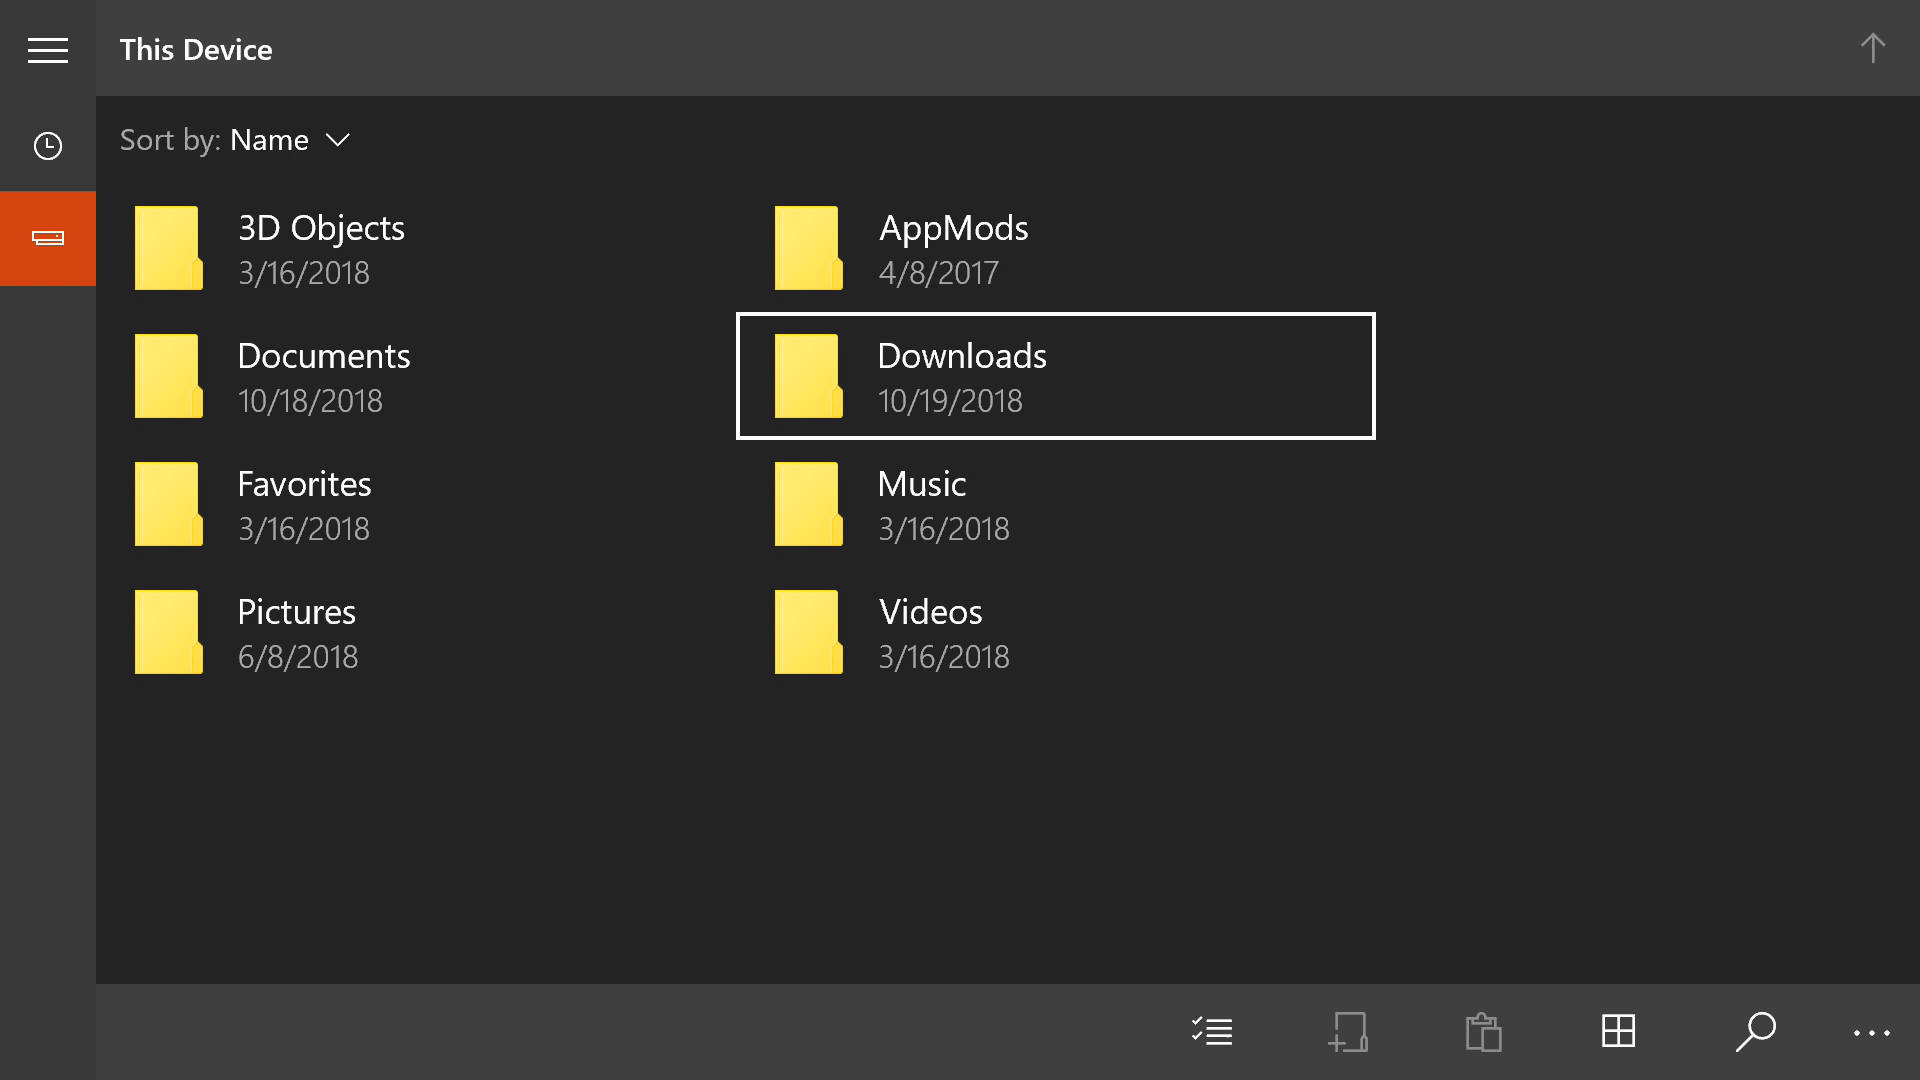 This Device
Sort by: Name
3D Objects
3/16/2018
AppMods
4/8/2017
Documents
10/18/2018
Downloads
10/19/2018
Favorites
3/16/2018
Music
3/16/2018
Pictures
6/8/2018
Videos
3/16/2018